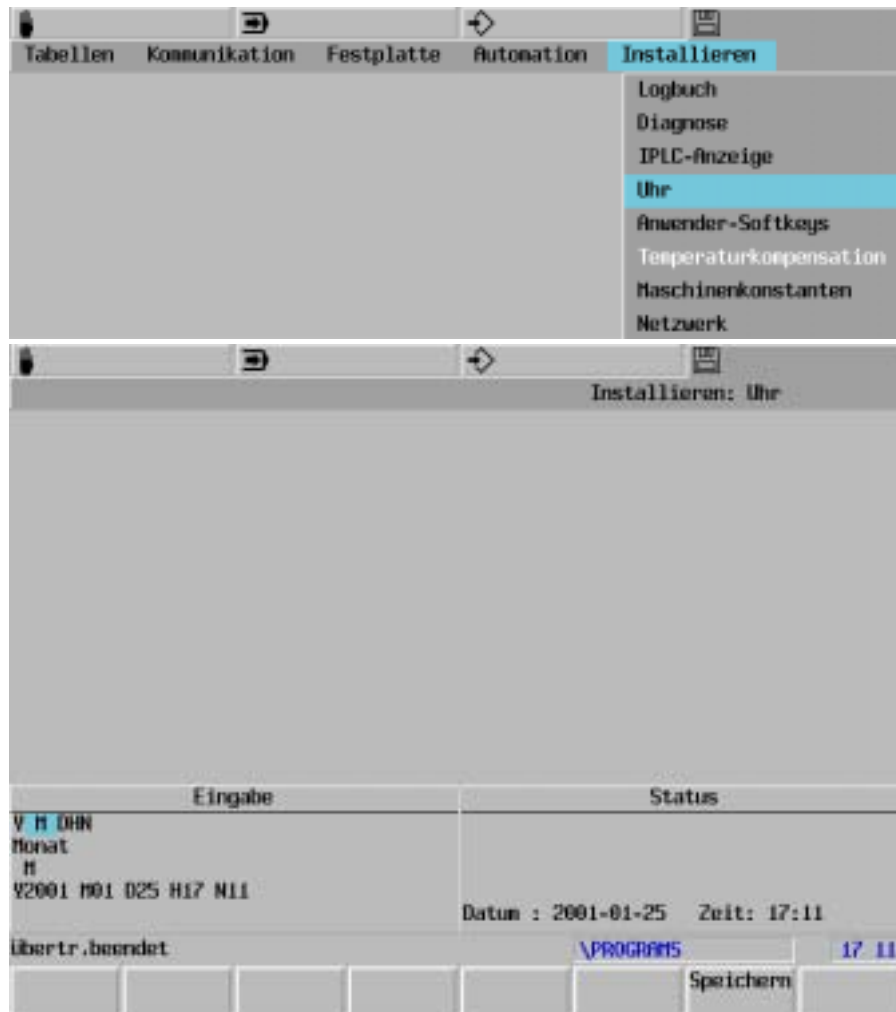 Tabellen Kommunikation Festplatte Automation Installieren
Logbuch
Diagnose
IPLC-Anzeige
Uhr
Anwender-Softkeys
Temperaturkompensation
Maschinenkonstanten
Netzwerk
Installieren: Uhr
Eingabe Status
Y M DHN
Monat
M
Y2001 M01 D25 H17 N11
Datum : 2001-01-25 Zeit: 17:11
übertr.beendet \PROGRAMS 17 11
Speichern